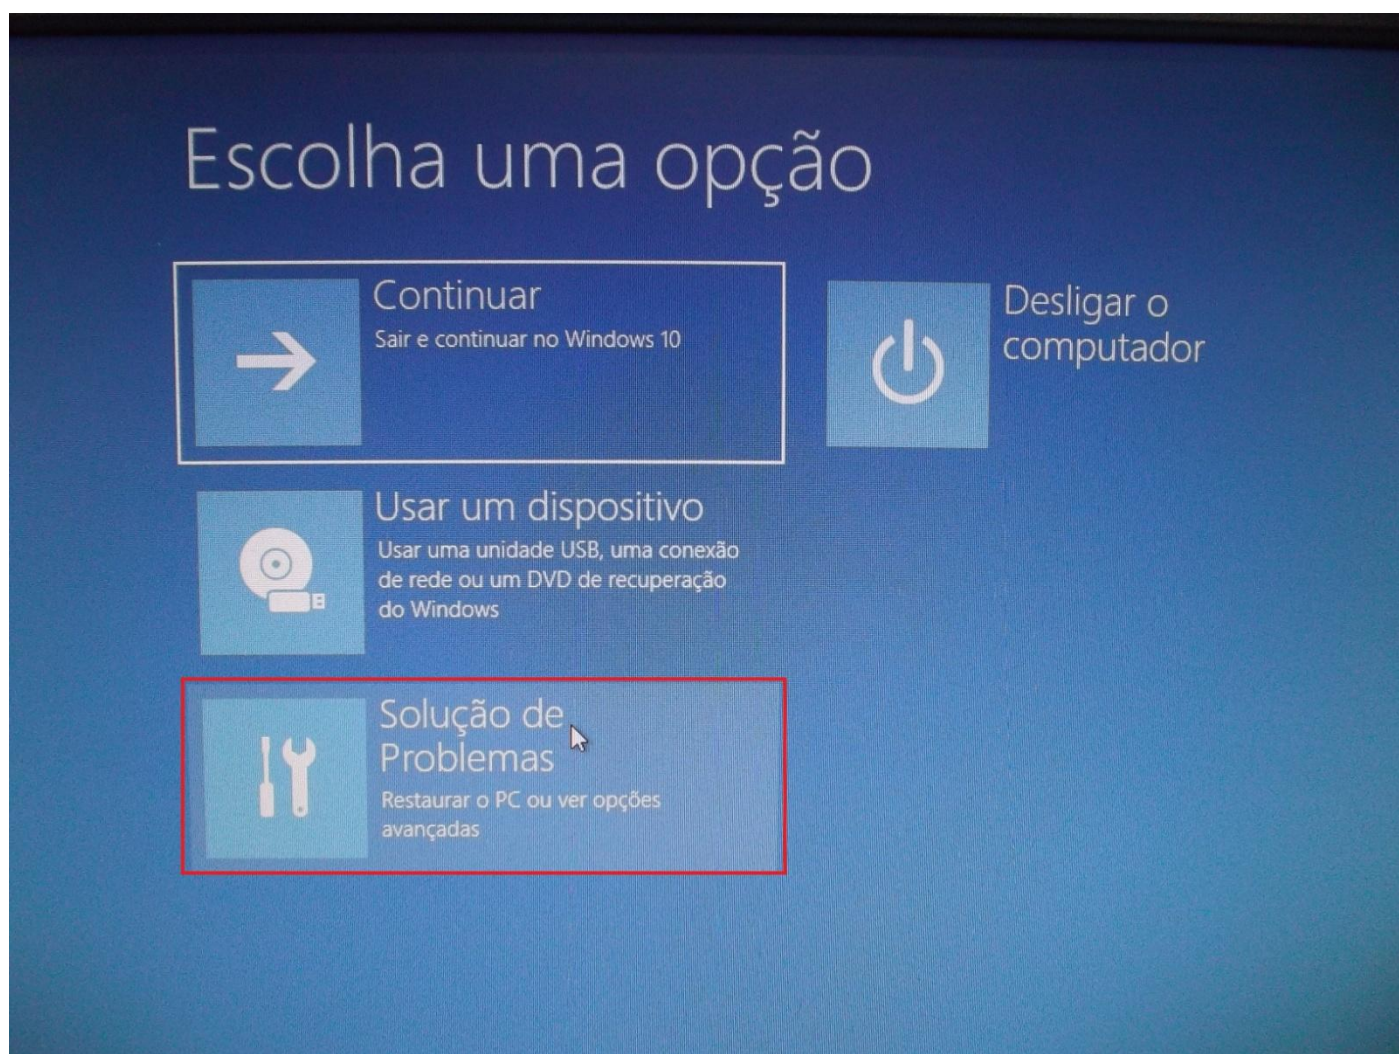 Escolha uma opção
Continuar
Sair e continuar no Windows 10
Usar um dispositivo
Usar uma unidade USB, uma conexão
de rede ou um DVD de recuperação
do Windows
Solução de
Problemas
Restaurar o PC ou ver opções
avançadas
Desligar o
computador